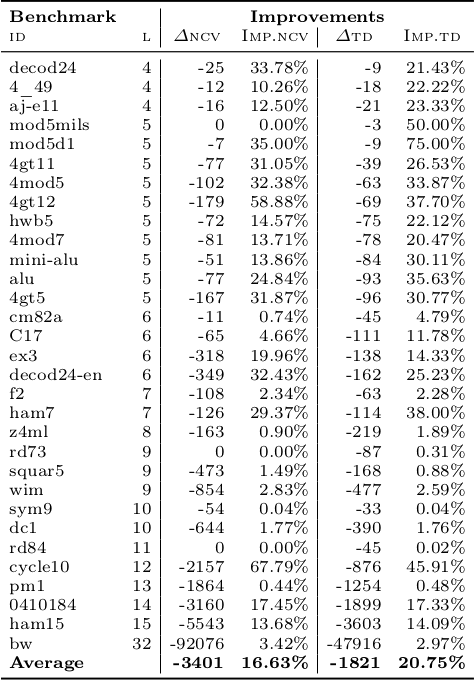 Benchmark Improvements
ID L ΔNCV IMP.NCV ΔTD IMP.TD
decod24 4 -25 33.78% -9 21.43%
4_49 4 -12 10.26% -18 22.22%
aj-e11 4 -16 12.50% -21 23.33%
mod5mils 5 0 0.00% -3 50.00%
mod5d1 5 -7 35.00% -9 75.00%
4gt11 5 -77 31.05% -39 26.53%
4mod5 5 -102 32.38% -63 33.87%
4gt12 5 -179 58.88% -69 37.70%
hwb5 5 -72 14.57% -75 22.12%
4mod7 5 -81 13.71% -78 20.47%
mini-alu 5 -51 13.86% -84 30.11%
alu 5 -77 24.84% -93 35.63%
4gt5 5 -167 31.87% -96 30.77%
cm82a 6 -11 0.74% -45 4.79%
C17 6 -65 4.66% -111 11.78%
ex3 6 -318 19.96% -138 14.33%
decod24-en 6 -349 32.43% -162 25.23%
f2 7 -108 2.34% -63 2.28%
ham7 7 -126 29.37% -114 38.00%
z4ml 8 -163 0.90% -219 1.89%
rd73 9 0 0.00% -87 0.31%
squar5 9 -473 1.49% -168 0.88%
wim 9 -854 2.83% -477 2.59%
sym9 10 -54 0.04% -33 0.04%
dc1 10 -644 1.77% -390 1.76%
rd84 11 0 0.00% -45 0.02%
cycle10 12 -2157 67.79% -876 45.91%
pm1 13 -1864 0.44% -1254 0.48%
0410184 14 -3160 17.45% -1899 17.33%
ham15 15 -5543 13.68% -3603 14.09%
bw 32 -92076 3.42% -47916 2.97%
Average -3401 16.63% -1821 20.75%